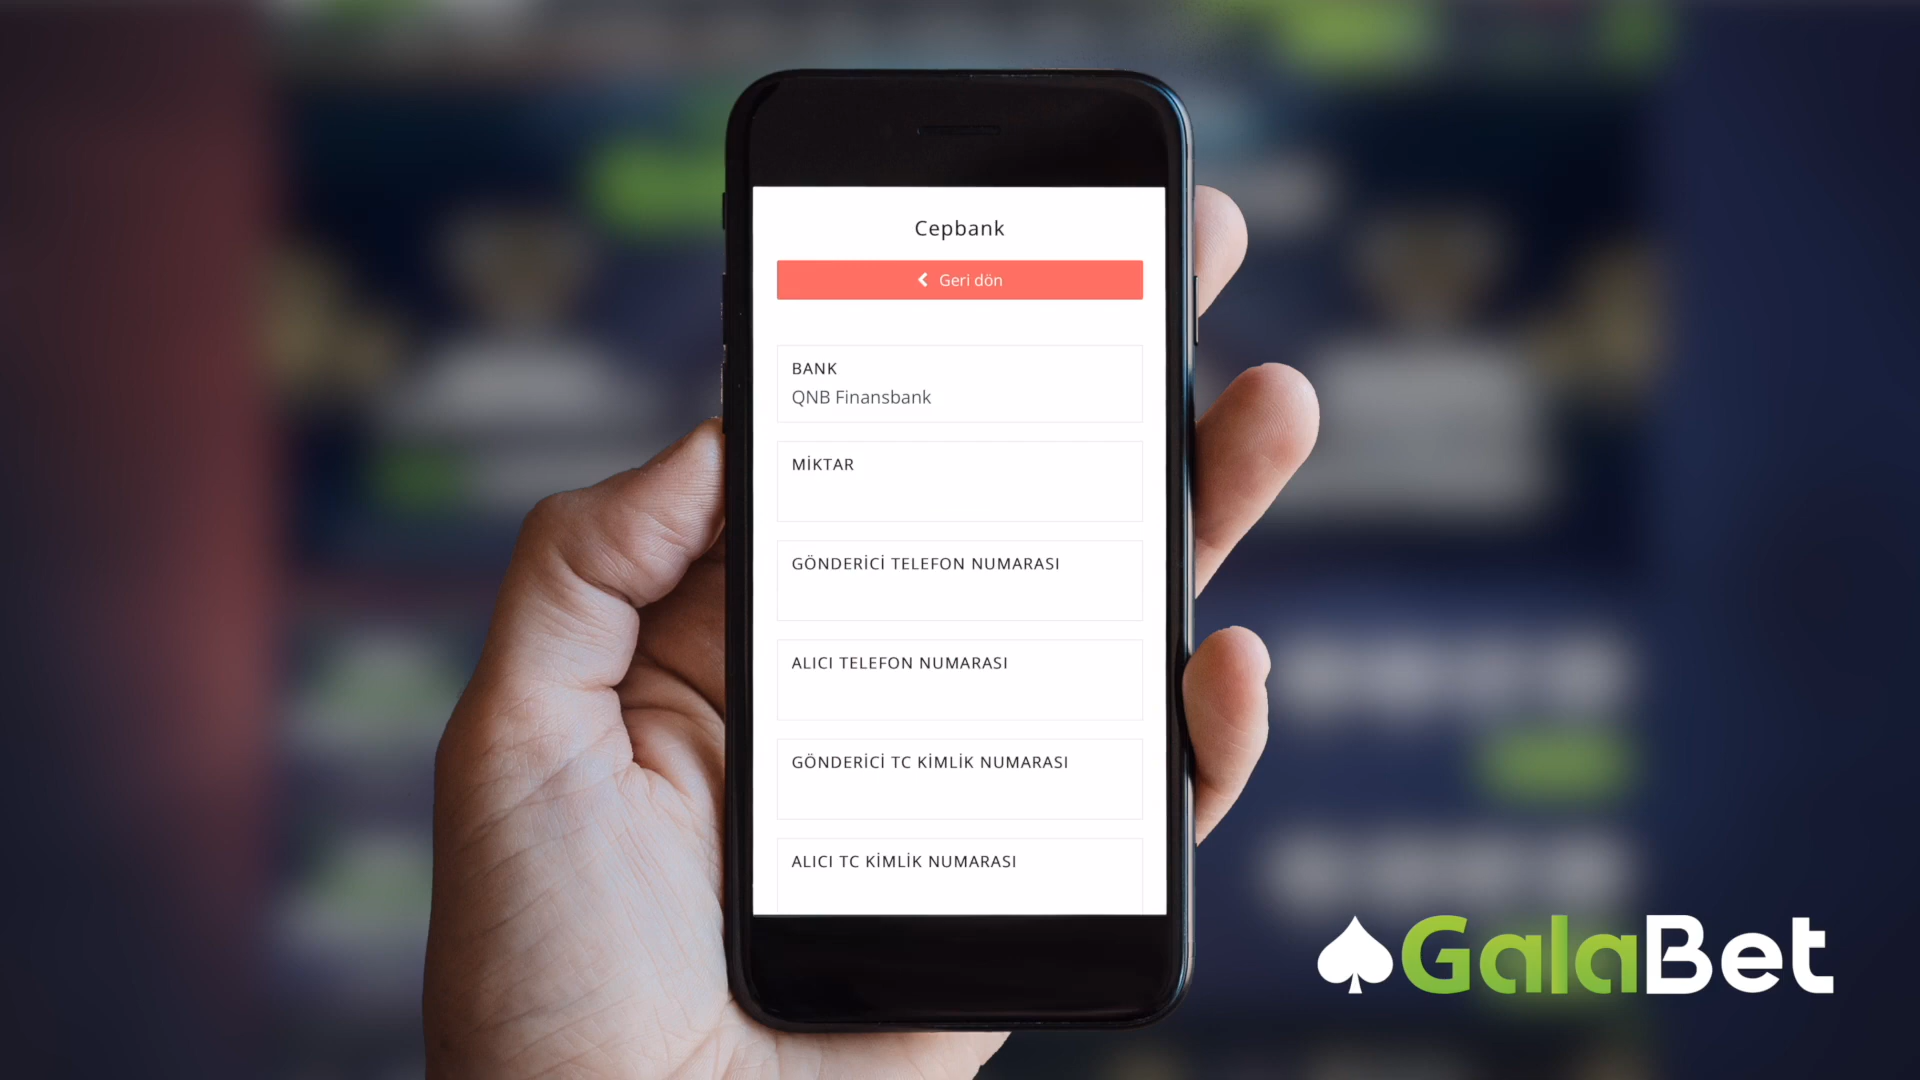 Cepbank
Geri dön
BANK
QNB Finansbank
MİKTAR
GÖNDERİCİ TELEFON NUMARASI
ALICI TELEFON NUMARASI
GÖNDERİCİ TC KİMLİK NUMARASI
ALICI TC KİMLİK NUMARASI
GalaBet